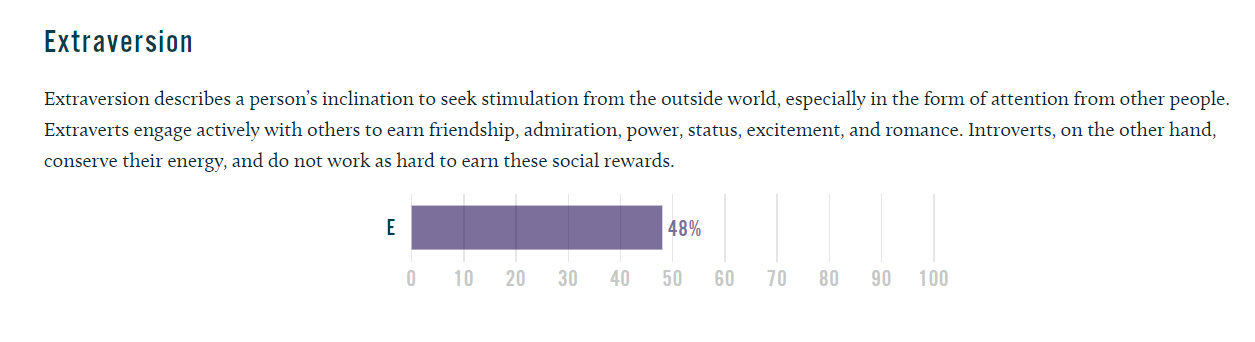 Extraversion
Extraversion describes a person’s inclination to seek stimulation from the outside world, especially in the form of attention from other people.
Extraverts engage actively with others to earn friendship, admiration, power, status, excitement, and romance. Introverts, on the other hand,
conserve their energy, and do not work as hard to earn these social rewards.
E 48%
0 10 20 30 40 50 60 70 80 90 100